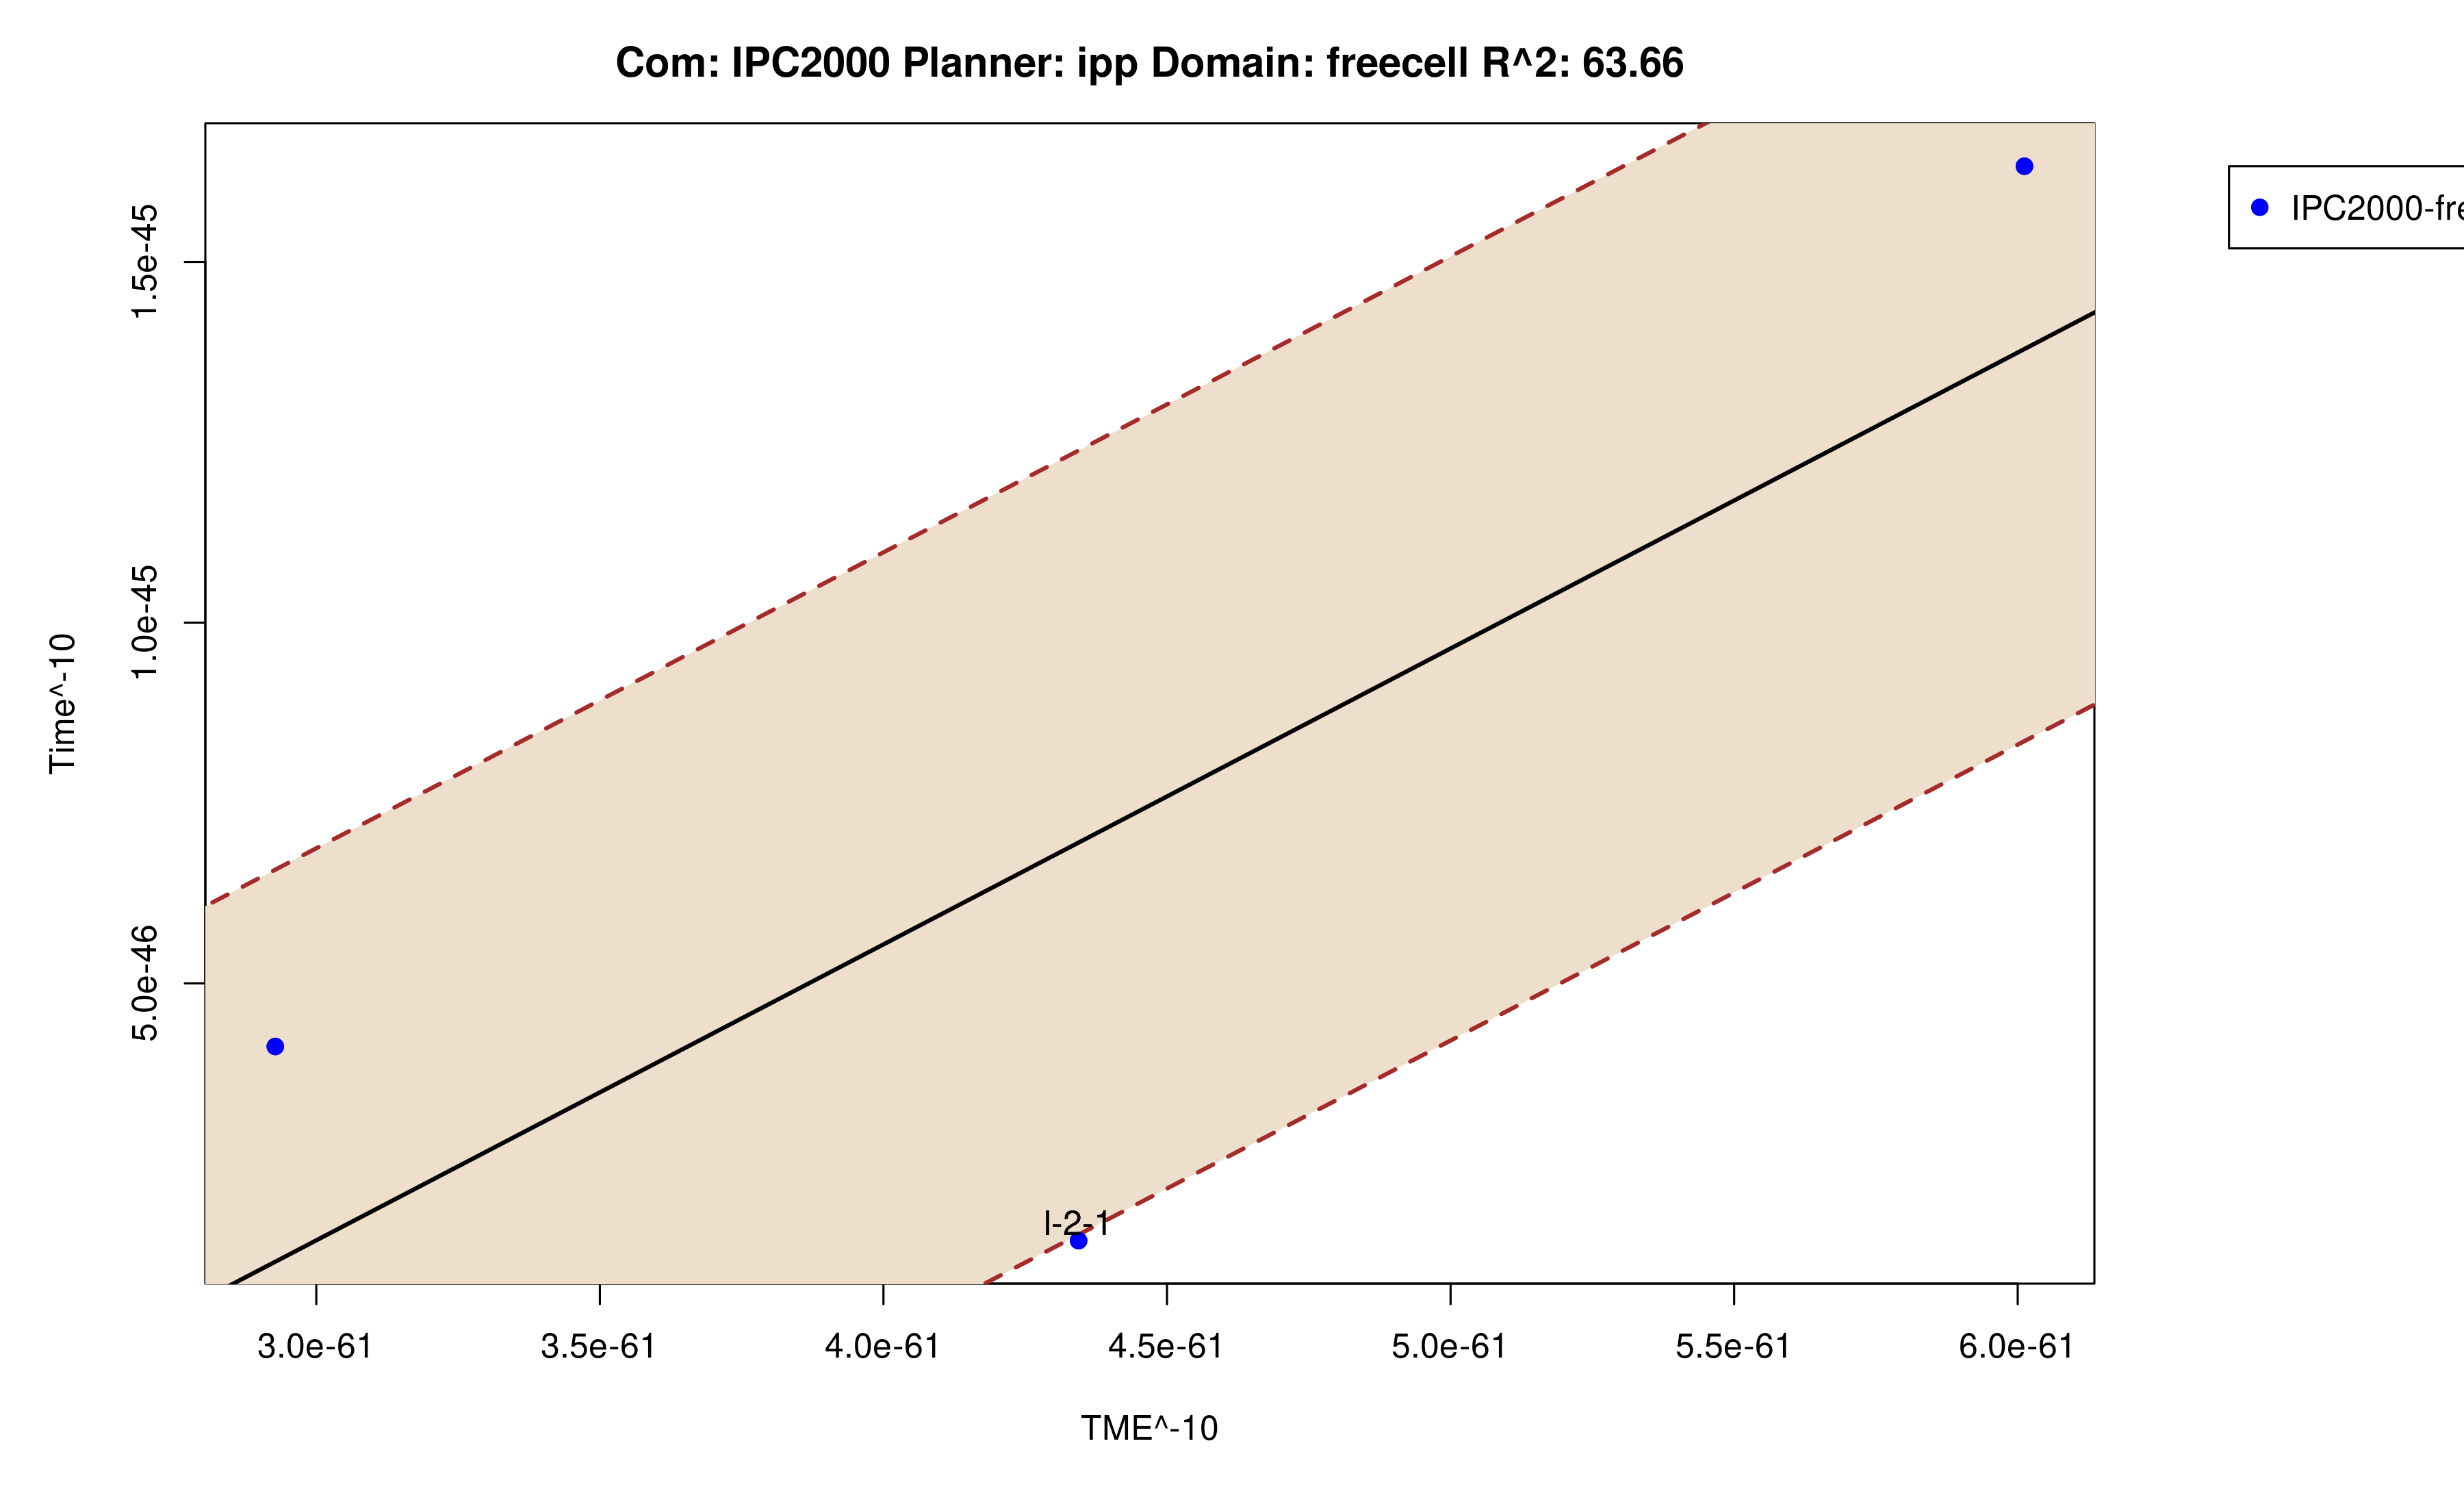 Com: IPC2000 Planner: ipp Domain: freecell R^2: 63.66
IPC2000-fre
Time^-10
1.5e-45
1.0e-45
5.0e-46
I-2-1
3.0e-61 3.5e-61 4.0e-61 4.5e-61 5.0e-61 5.5e-61 6.0e-61
TME^-10